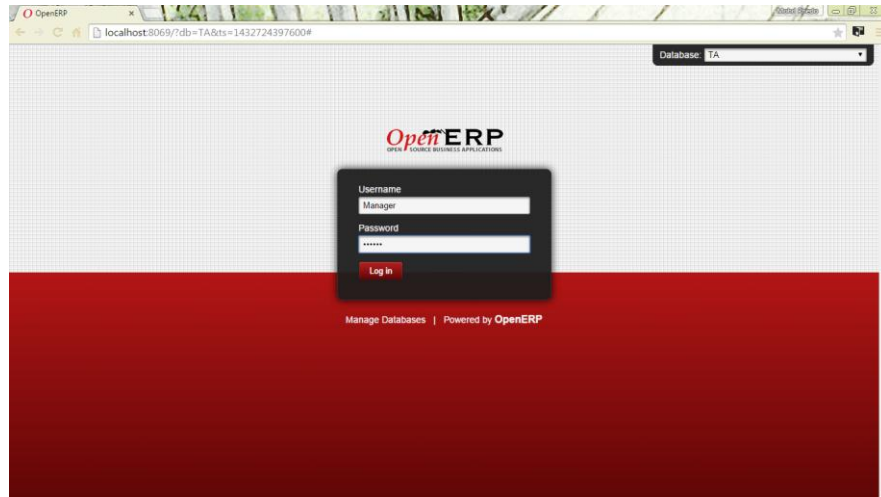 OpenERP
localhost:8069/?db=TA&ts=1432724397600#
Database: TA
OpenERP
OPEN SOURCE BUSINESS APPLICATIONS
Username
Manager
Password
••••••
Log in
Manage Databases | Powered by OpenERP